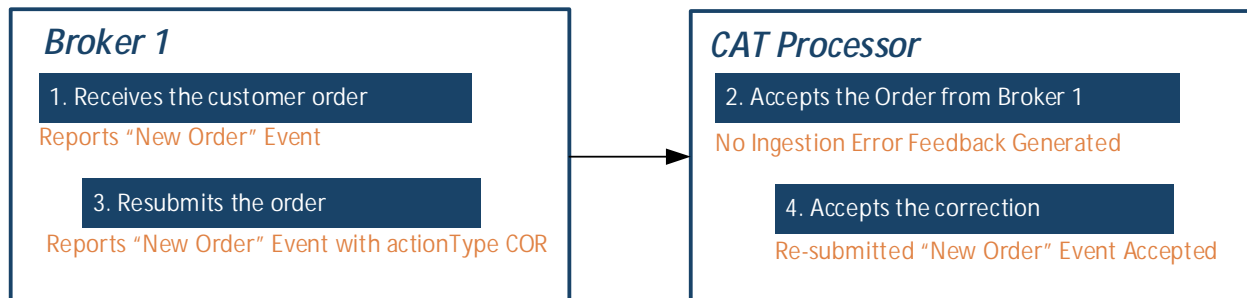 Broker 1
1. Receives the customer order
Reports “New Order” Event
3. Resubmits the order
Reports “New Order” Event with actionType COR
CAT Processor
2. Accepts the Order from Broker 1
No Ingestion Error Feedback Generated
4. Accepts the correction
Re-submitted “New Order” Event Accepted